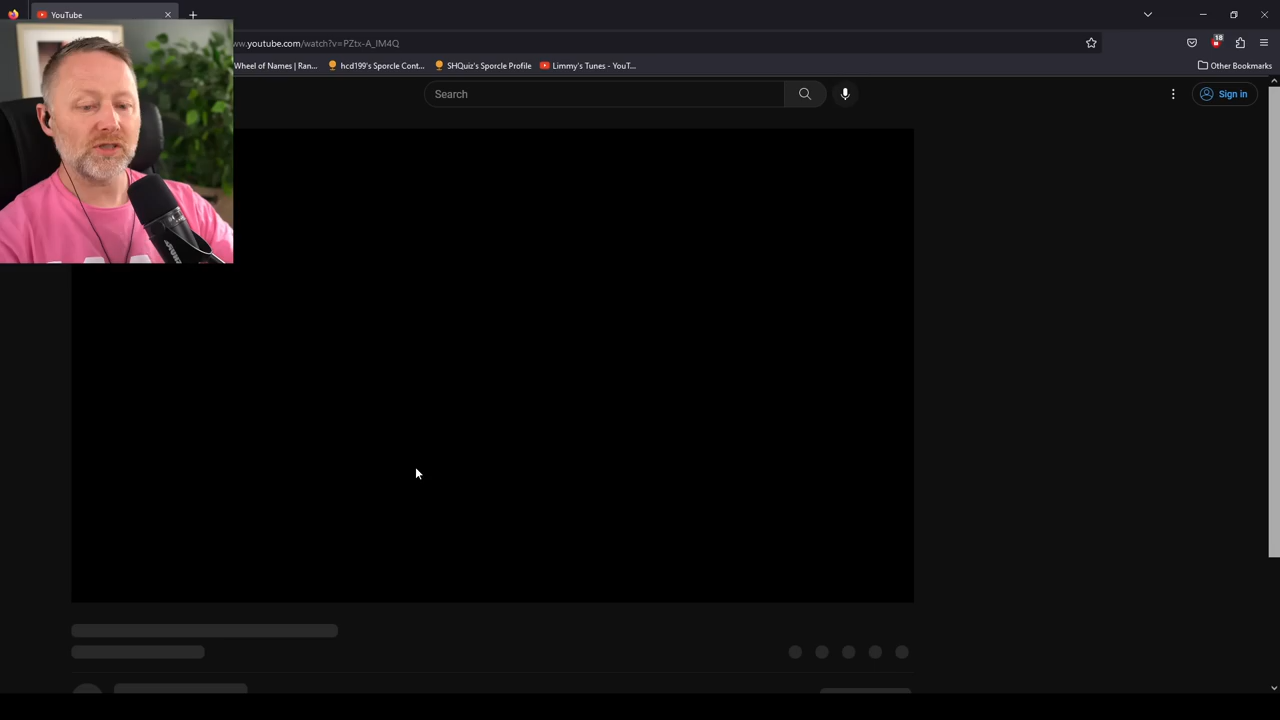 YouTube
ww.youtube.com/watch?v=PZtx-A_IM4Q
18
Wheel of Names | Ran...
hcd199's Sporcle Cont...
SHQuiz's Sporcle Profile
Limmy's Tunes - YouT...
Other Bookmarks
Search
Sign in